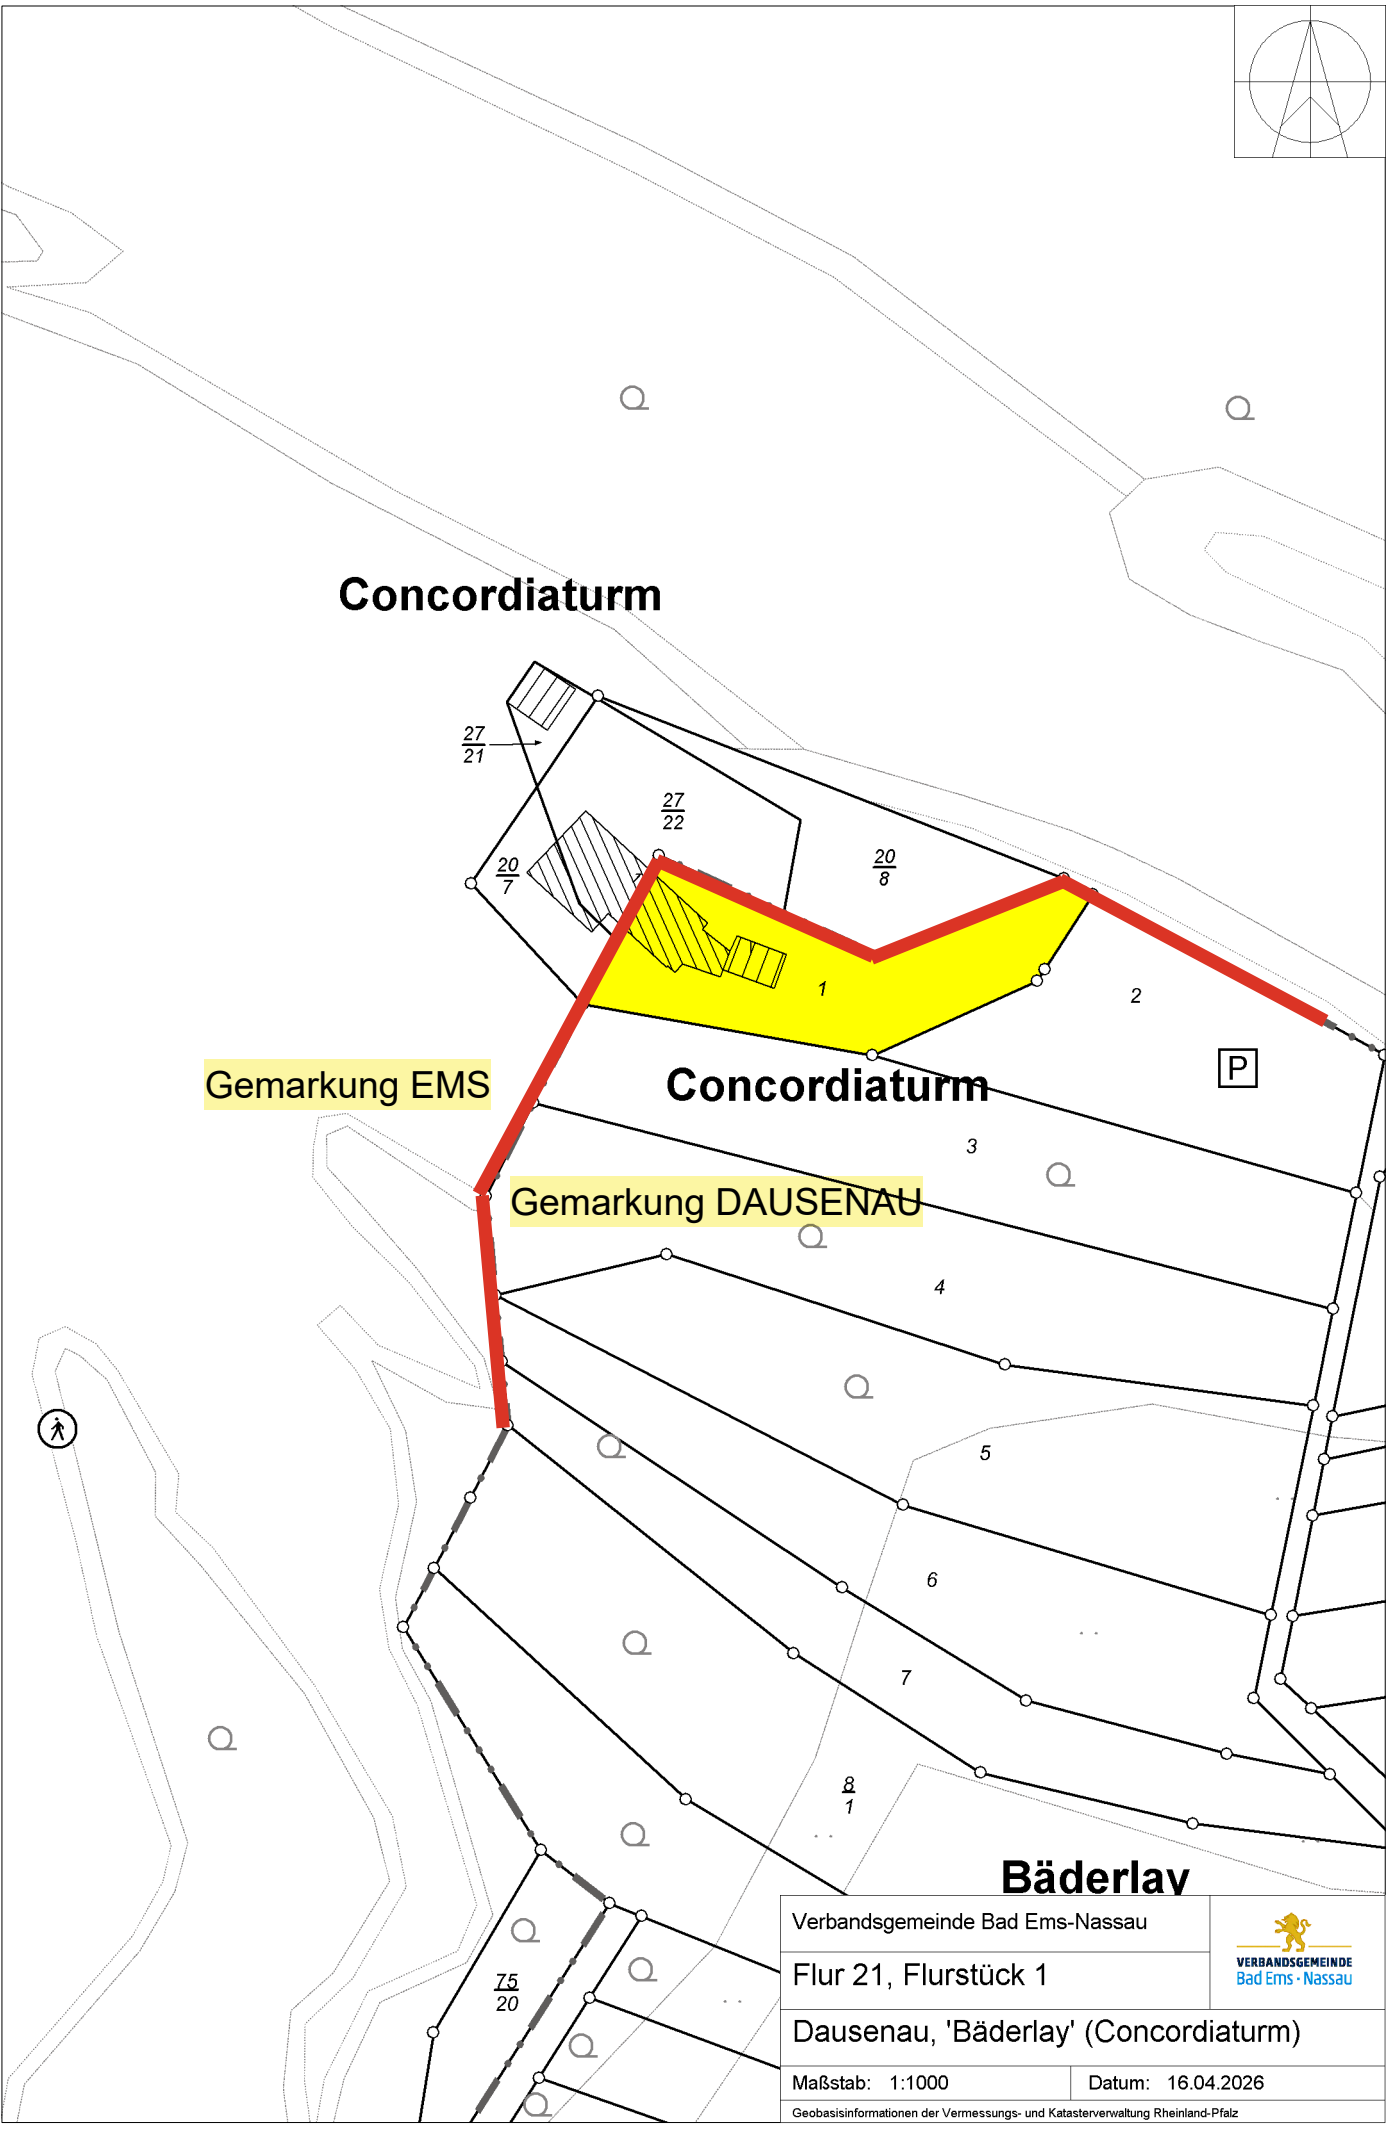 Concordiaturm
27
21
27
22
20
7
20
8
1
2
Gemarkung EMS
Concordiaturm
P
3
Gemarkung DAUSENAU
4
5
6
7
8
1
Bäderlay
75
20
Verbandsgemeinde Bad Ems-Nassau
Flur 21, Flurstück 1
VERBANDSGEMEINDE
Bad Ems · Nassau
Dausenau, 'Bäderlay' (Concordiaturm)
Maßstab: 1:1000
Datum: 16.04.2026
Geobasisinformationen der Vermessungs- und Katasterverwaltung Rheinland-Pfalz